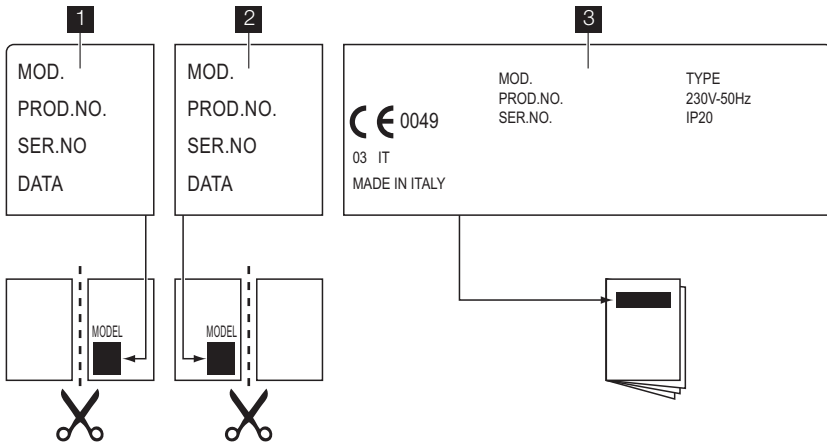 1
MOD.
PROD.NO.
SER.NO
DATA
MODEL
2
MOD.
PROD.NO.
SER.NO
DATA
MODEL
3
CE 0049
03 IT
MADE IN ITALY
MOD.
PROD.NO.
SER.NO.
TYPE
230V-50Hz
IP20